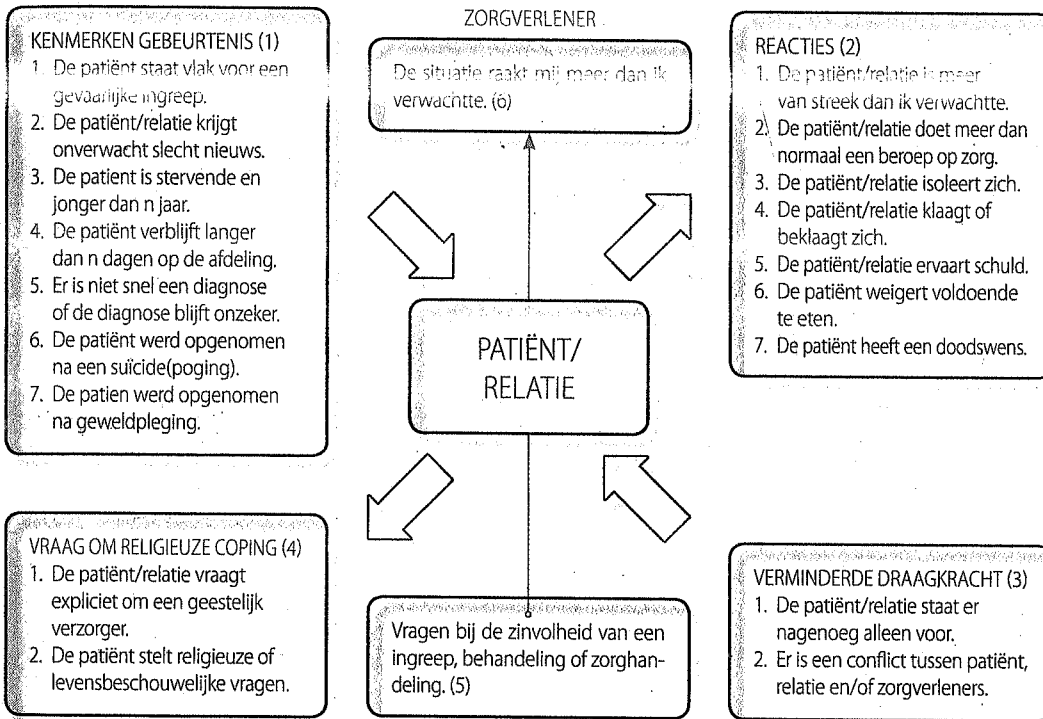 KENMERKEN GEBEURTENIS (1)
1. De patiënt staat vlak voor een
gevaarlijke ingreep.
2. De patiënt/relatie krijgt
onverwacht slecht nieuws.
3. De patient is stervende en
jonger dan n jaar.
4. De patiënt verblijft langer
dan n dagen op de afdeling.
5. Er is niet snel een diagnose
of de diagnose blijft onzeker.
6. De patiënt werd opgenomen
na een suïcide(poging).
7. De patien werd opgenomen
na geweldpleging.
ZORGVERLENER
De situatie raakt mij meer dan ik
verwachtte. (6)
REACTIES (2)
1. De patiënt/relatie is meer
van streek dan ik verwachtte.
2. De patiënt/relatie doet meer dan
normaal een beroep op zorg.
3. De patiënt/relatie isoleert zich.
4. De patiënt/relatie klaagt of
beklaagt zich.
5. De patiënt/relatie ervaart schuld.
6. De patiënt weigert voldoende
te eten.
7. De patiënt heeft een doodswens.
PATIËNT/
RELATIE
VRAAG OM RELIGIEUZE COPING (4)
1. De patiënt/relatie vraagt
expliciet om een geestelijk
verzorger.
2. De patiënt stelt religieuze of
levensbeschouwelijke vragen.
Vragen bij de zinvolheid van een
ingreep, behandeling of zorghan-
deling. (5)
VERMINDERDE DRAAGKRACHT (3)
1. De patiënt/relatie staat er
nagenoeg alleen voor.
2. Er is een conflict tussen patiënt,
relatie en/of zorgverleners.